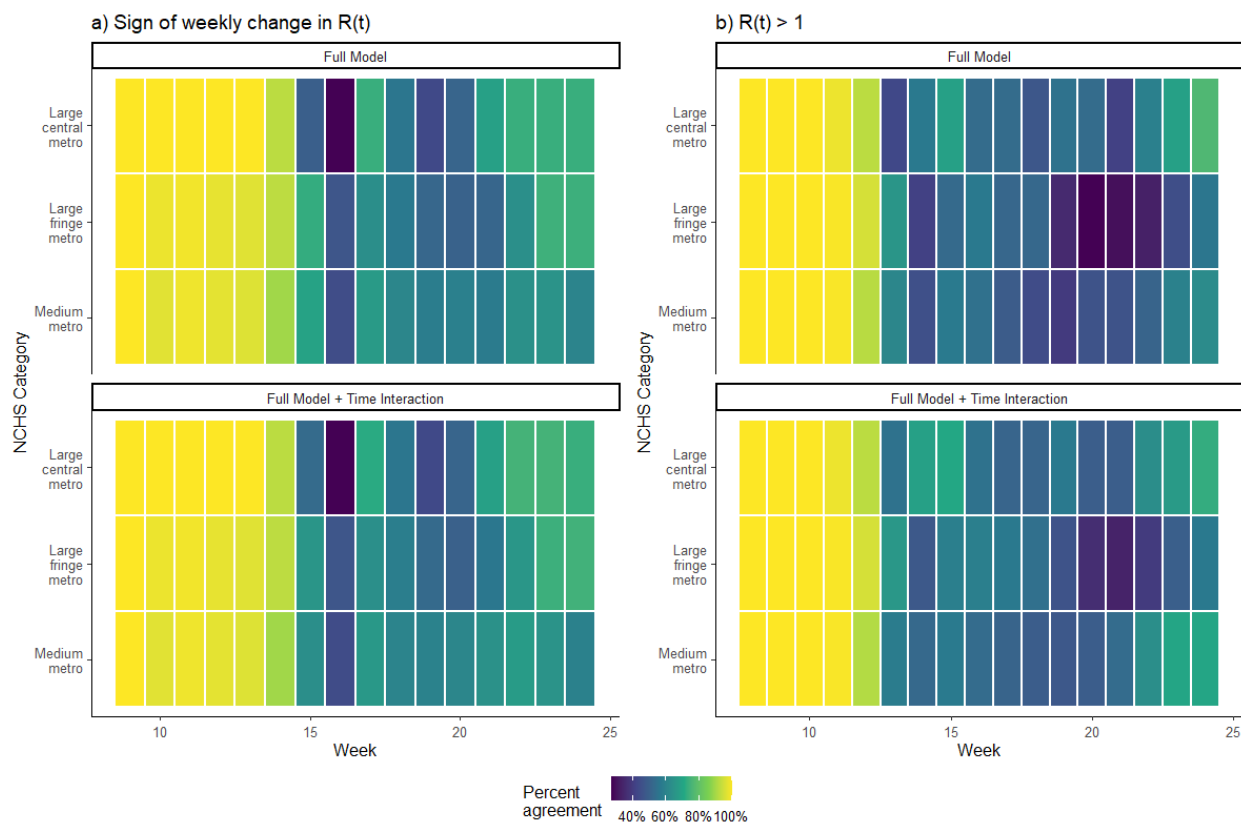 a) Sign of weekly change in R(t)
b) R(t) > 1
Full Model
Full Model
Large
central
metro
Large
fringe
metro
Medium
metro
Large
central
metro
Large
fringe
metro
Medium
metro
NCHS Category
NCHS Category
Full Model + Time Interaction
Full Model + Time Interaction
Large
central
metro
Large
fringe
metro
Medium
metro
Large
central
metro
Large
fringe
metro
Medium
metro
10 15 20 25
10 15 20 25
Week
Week
Percent
agreement
40% 60% 80% 100%